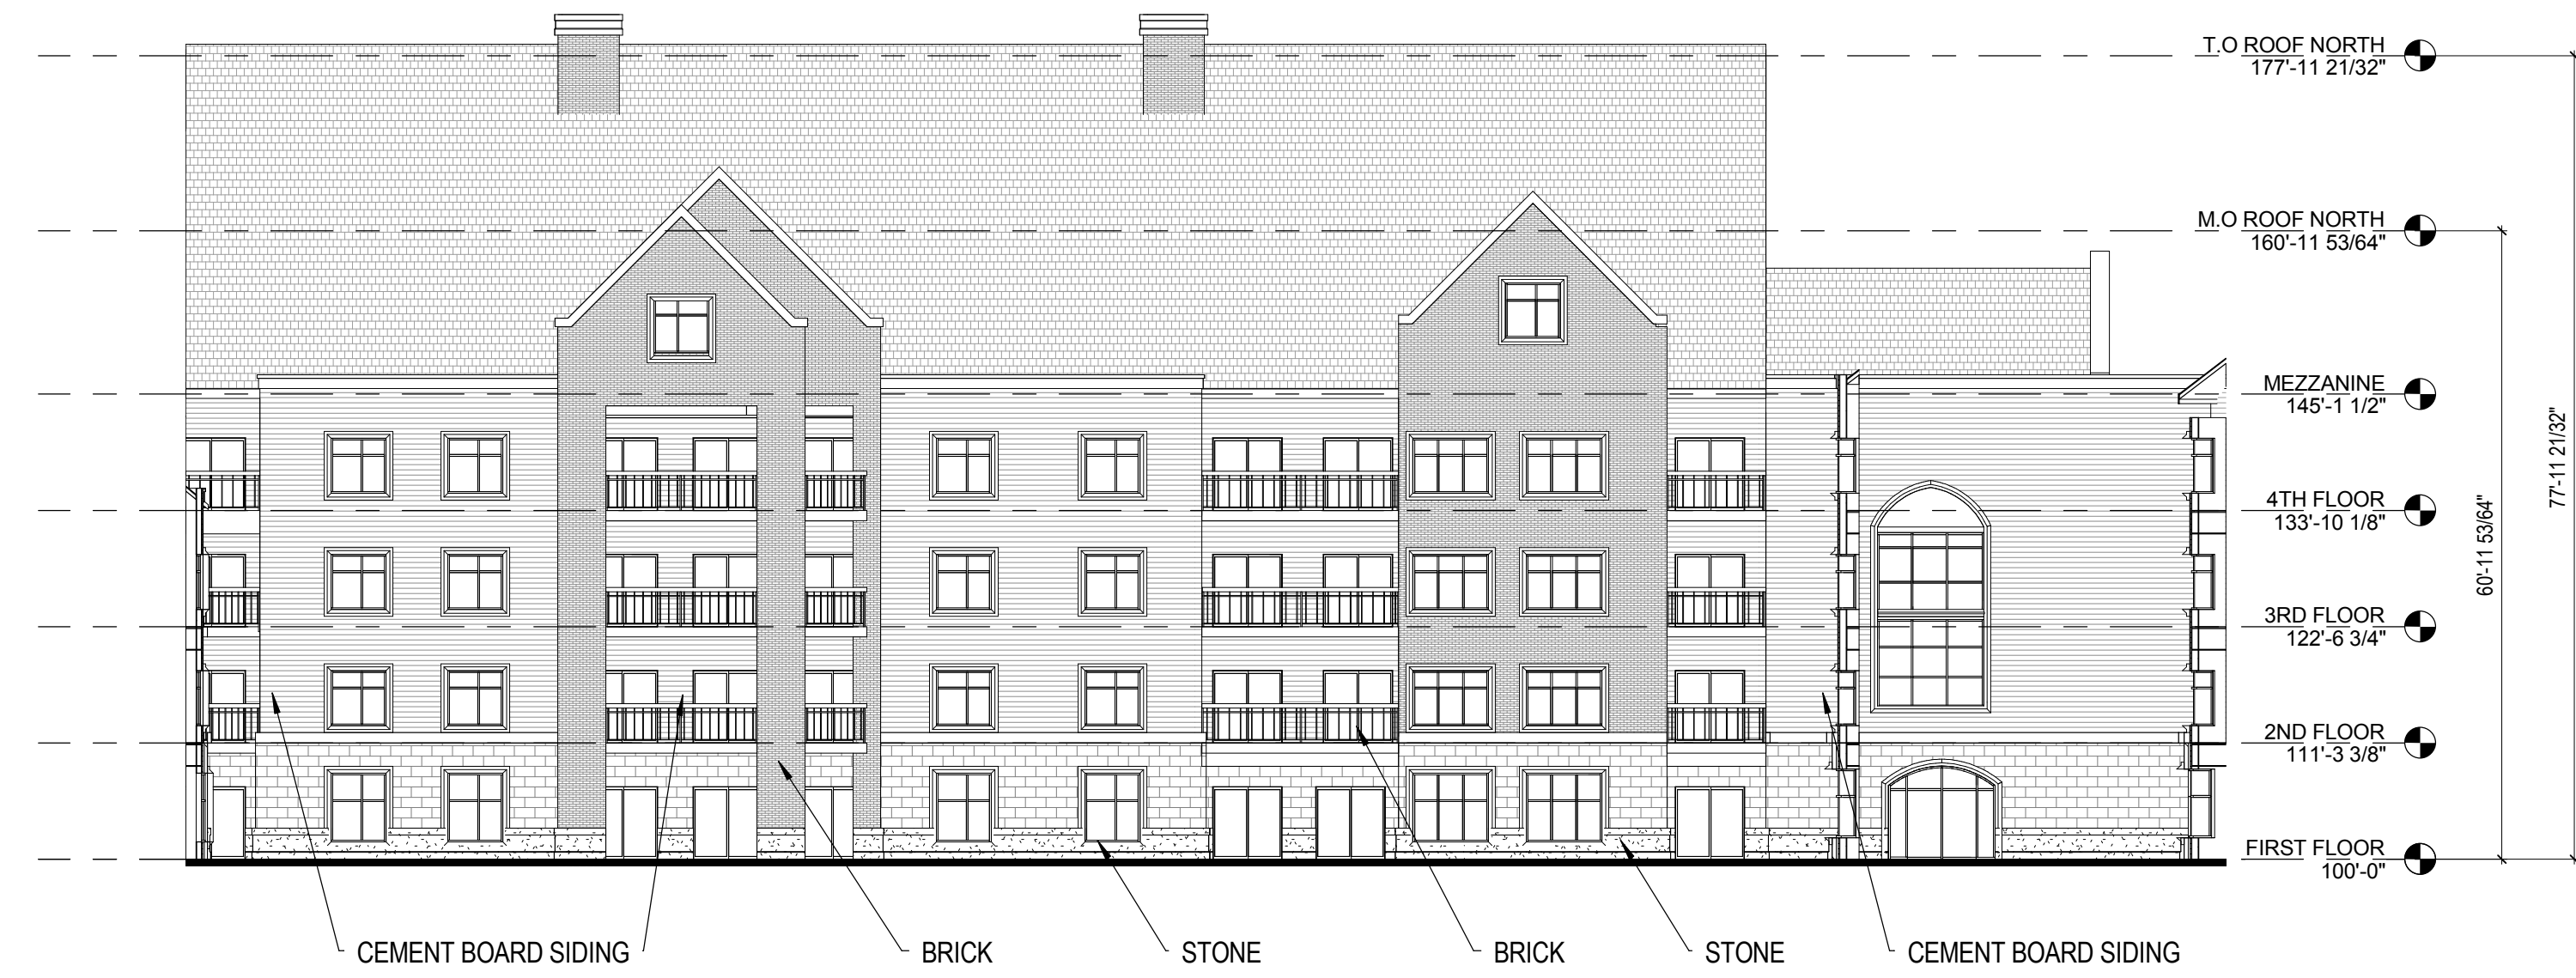 T.O ROOF NORTH
177'-11 21/32"
M.O ROOF NORTH
160'-11 53/64"
MEZZANINE
145'-1 1/2"
4TH FLOOR
133'-10 1/8"
3RD FLOOR
122'-6 3/4"
2ND FLOOR
111'-3 3/8"
FIRST FLOOR
100'-0"
60'-11 53/64"
77'-11 21/32"
CEMENT BOARD SIDING
BRICK
STONE
BRICK
STONE
CEMENT BOARD SIDING